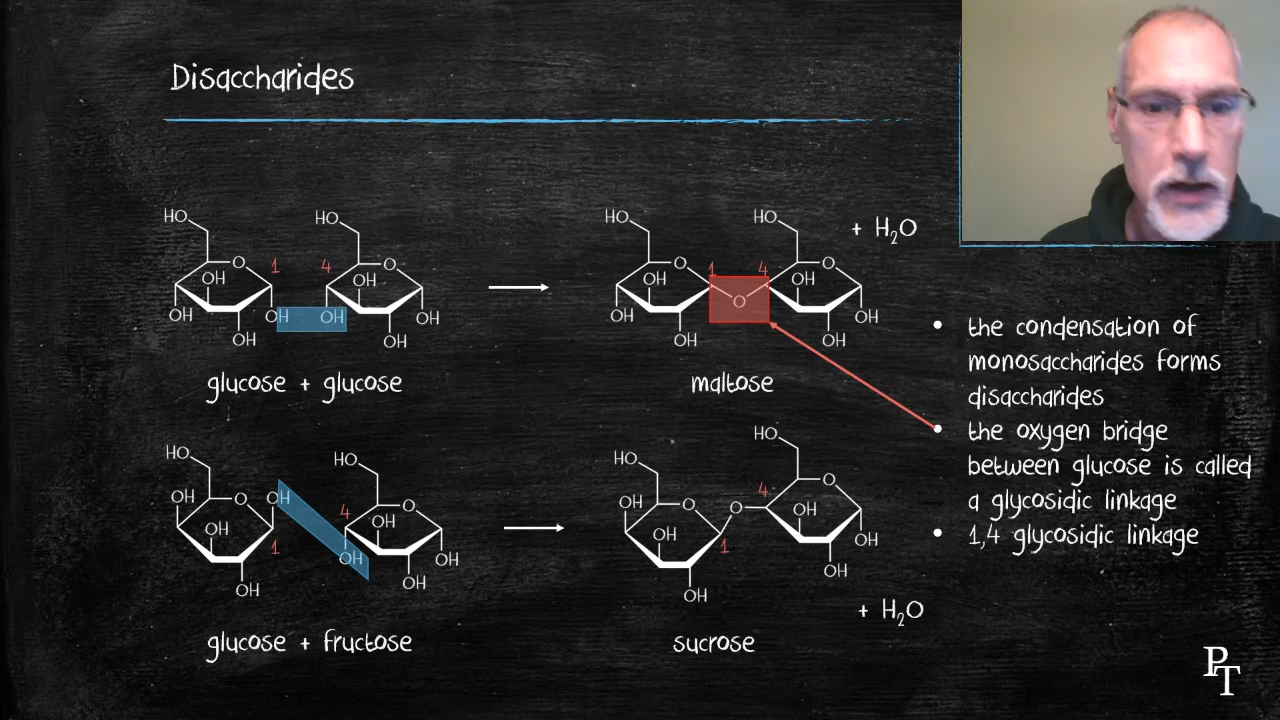 Disaccharides
HO
HO
O
1
4
O
OH
OH
OH
OH
OH
OH
OH
OH
glucose + glucose
HO
HO
+ H₂O
O
1
4
O
OH
OH
O
OH
OH
OH
OH
maltose
HO
HO
OH
O
OH
4
O
OH
OH
1
OH
OH
OH
OH
glucose + fructose
HO
HO
OH
O
O
4
O
OH
OH
1
OH
OH
OH
+ H₂O
sucrose
• the condensation of
monosaccharides forms
disaccharides
• the oxygen bridge
between glucose is called
a glycosidic linkage
• 1,4 glycosidic linkage
PT